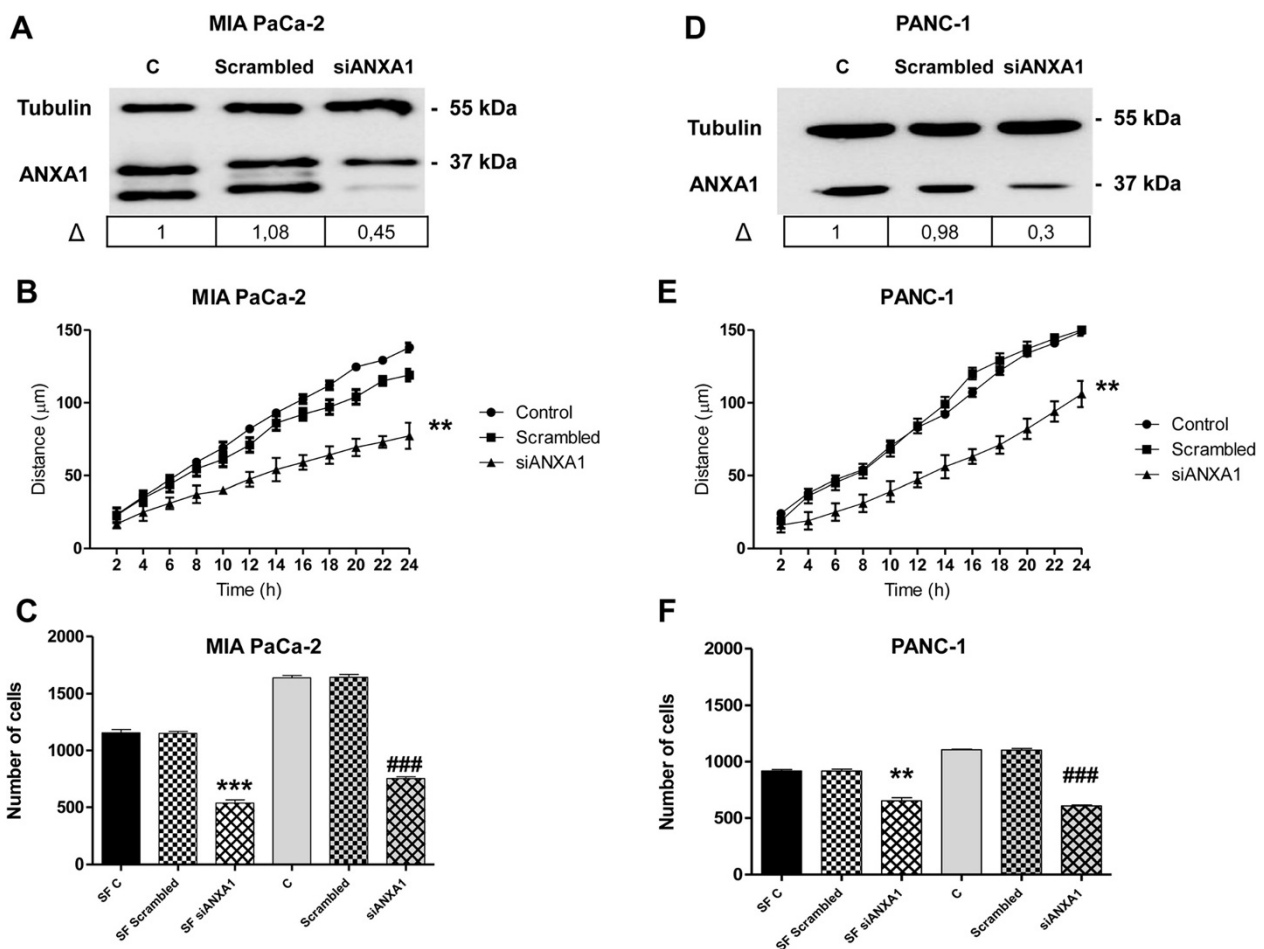 A
MIA PaCa-2
C Scrambled siANXA1
Tubulin - 55 kDa
ANXA1 - 37 kDa
Δ 1 1,08 0,45
B
MIA PaCa-2
150
100
50
0
Distance (μm)
2 4 6 8 10 12 14 16 18 20 22 24
Time (h)
**
Control
Scrambled
siANXA1
C
MIA PaCa-2
2000
1500
1000
500
0
Number of cells
*** ###
SF C SF Scrambled SF siANXA1 C Scrambled siANXA1
D
PANC-1
C Scrambled siANXA1
Tubulin - 55 kDa
ANXA1 - 37 kDa
Δ 1 0,98 0,3
E
PANC-1
150
100
50
0
Distance (μm)
2 4 6 8 10 12 14 16 18 20 22 24
Time (h)
**
Control
Scrambled
siANXA1
F
PANC-1
2000
1500
1000
500
0
Number of cells
** ###
SF C SF Scrambled SF siANXA1 C Scrambled siANXA1